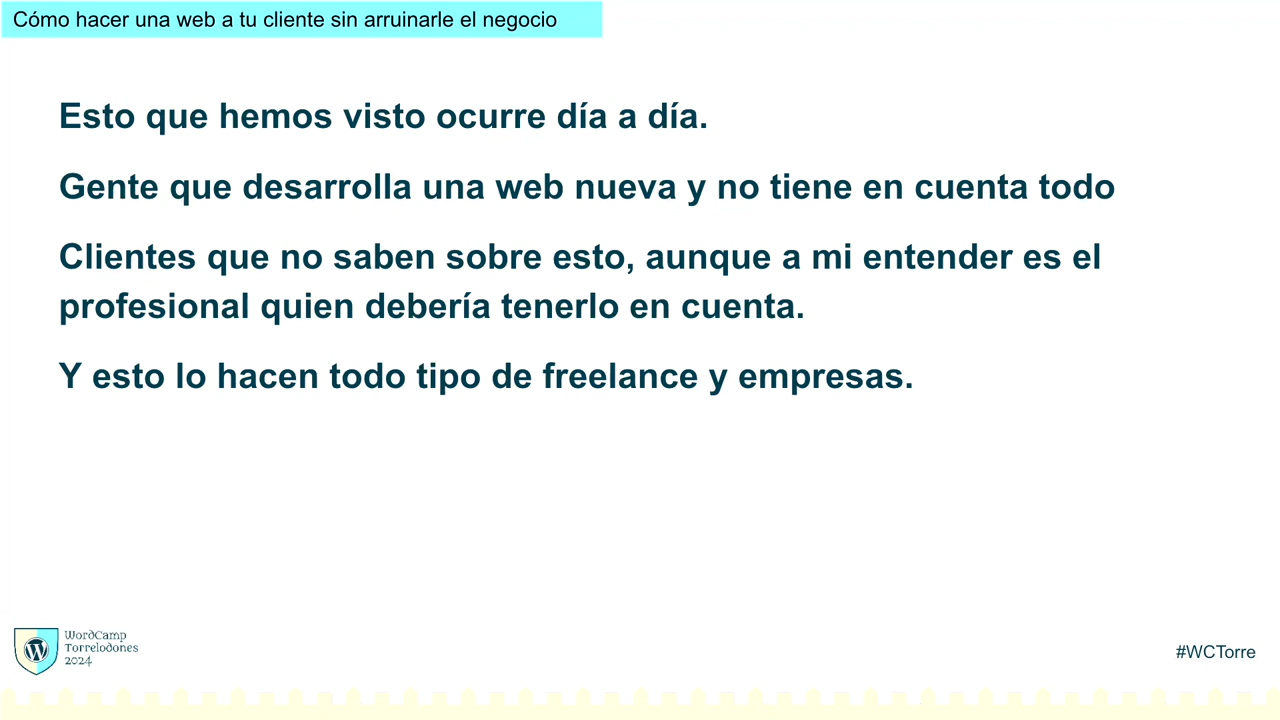 Cómo hacer una web a tu cliente sin arruinarle el negocio
Esto que hemos visto ocurre día a día.
Gente que desarrolla una web nueva y no tiene en cuenta todo
Clientes que no saben sobre esto, aunque a mi entender es el
profesional quien debería tenerlo en cuenta.
Y esto lo hacen todo tipo de freelance y empresas.
WordCamp
Torrelodones
2024
#WCTorre